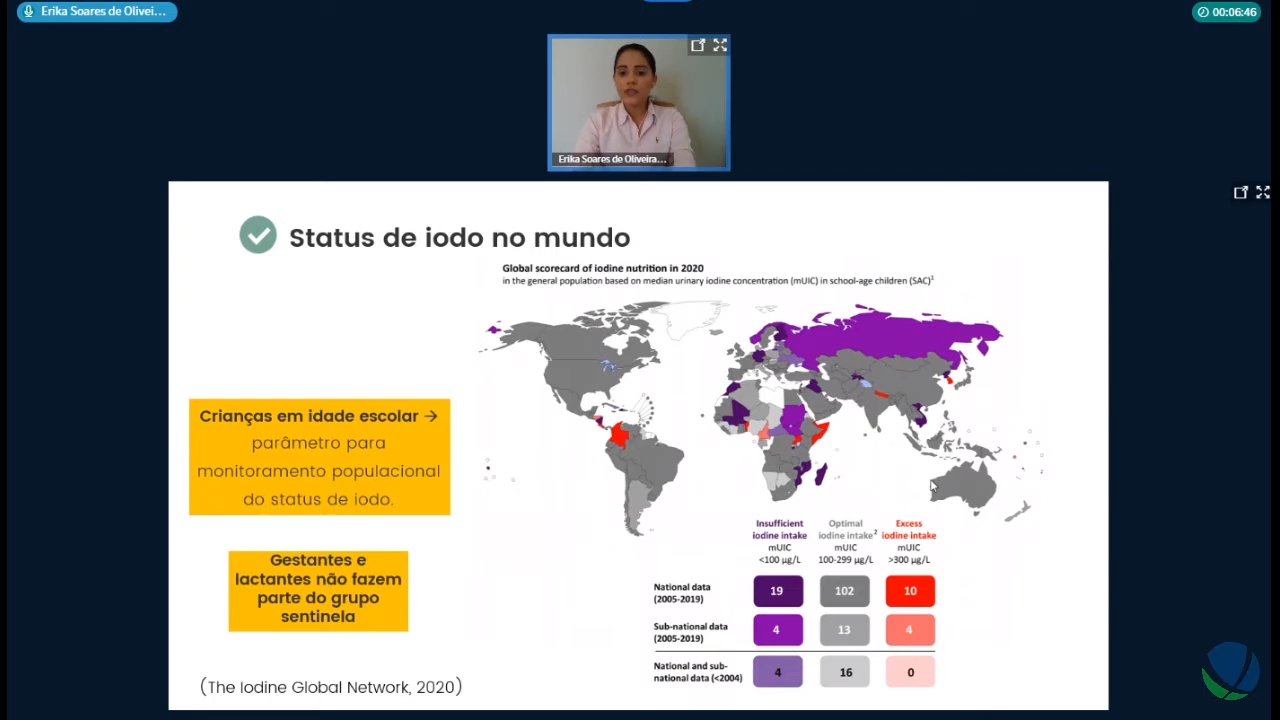 Erika Soares de Olivei...
00:06:46
Erika Soares de Oliveira...
Status de iodo no mundo
Global scorecard of iodine nutrition in 2020
in the general population based on median urinary iodine concentration (mUIC) in school-age children (SAC)¹
Crianças em idade escolar →
parâmetro para
monitoramento populacional
do status de iodo.
Gestantes e
lactantes não fazem
parte do grupo
sentinela
Insufficient
iodine intake
mUIC
<100 µg/L
Optimal
iodine intake²
mUIC
100-299 µg/L
Excess
iodine intake
mUIC
>300 µg/L
National data
(2005-2019)
19
102
10
Sub-national data
(2005-2019)
4
13
4
National and sub-
national data (<2004)
4
16
0
(The Iodine Global Network, 2020)